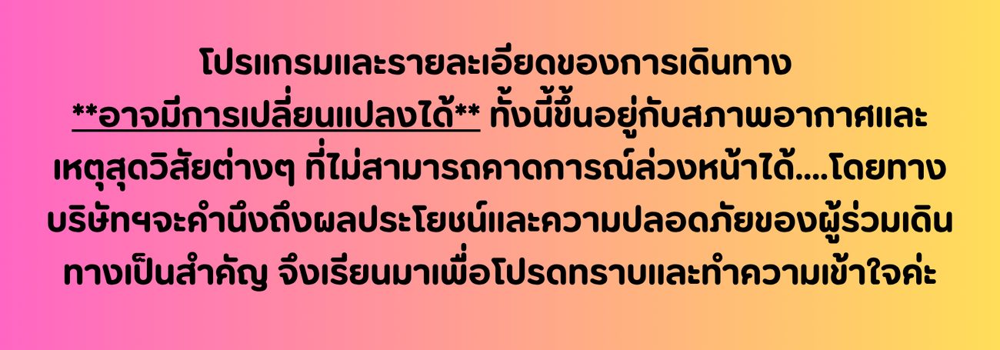 โปรแกรมและรายละเอียดของการเดินทาง
**อาจมีการเปลี่ยนแปลงได้** ทั้งนี้ขึ้นอยู่กับสภาพอากาศและ
เหตุสุดวิสัยต่างๆ ที่ไม่สามารถคาดการณ์ล่วงหน้าได้....โดยทาง
บริษัทฯจะคำนึงถึงผลประโยชน์และความปลอดภัยของผู้ร่วมเดิน
ทางเป็นสำคัญ จึงเรียนมาเพื่อโปรดทราบและทำความเข้าใจค่ะ